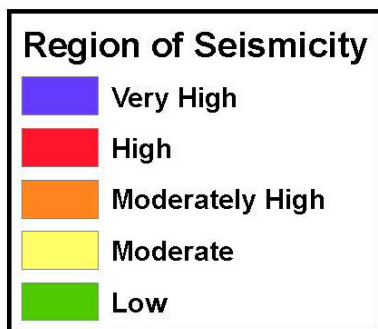 Region of Seismicity
Very High
High
Moderately High
Moderate
Low